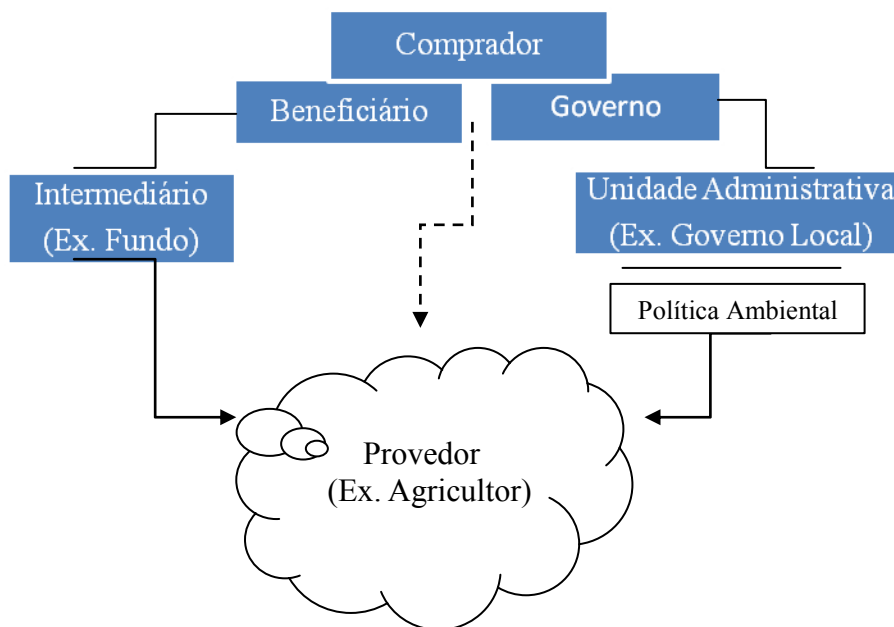 Comprador
Beneficiário
Governo
Intermediário
(Ex. Fundo)
Unidade Administrativa
(Ex. Governo Local)
Política Ambiental
Provedor
(Ex. Agricultor)